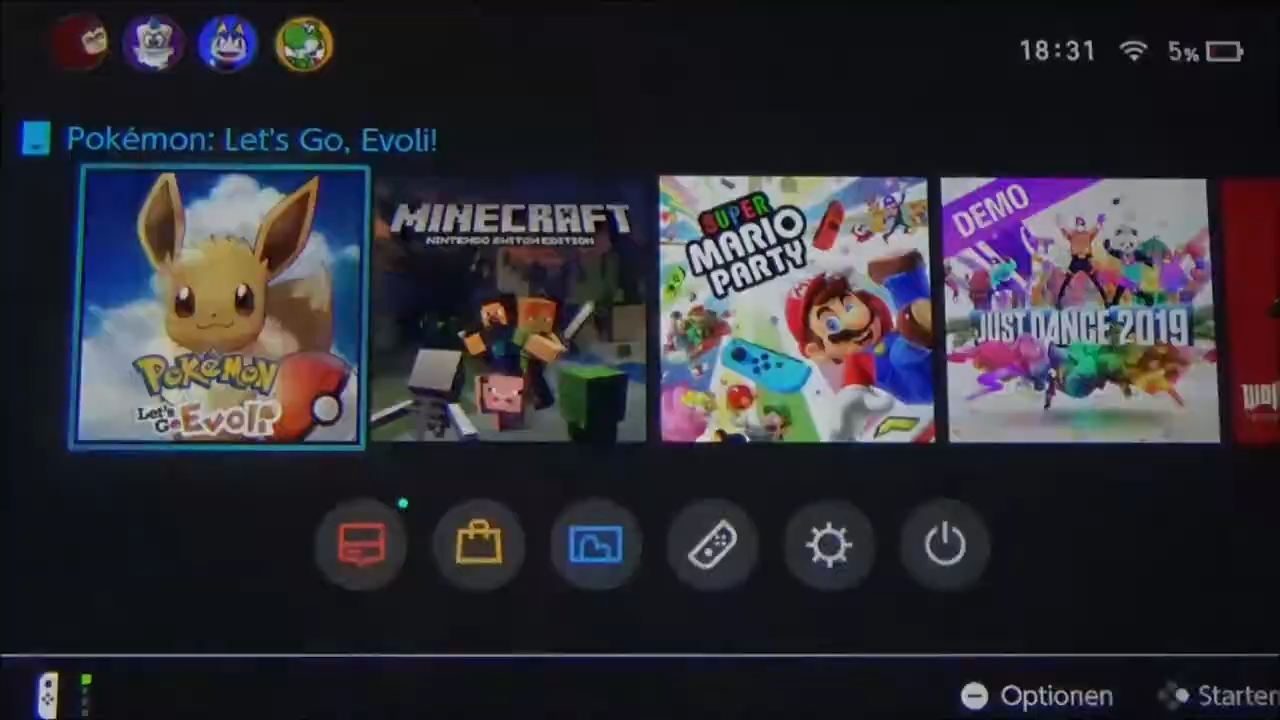 18:31 5%
Pokémon: Let's Go, Evoli!
POKÉMON
Let's Go Evoli
MINECRAFT
NINTENDO SWITCH EDITION
SUPER
MARIO
PARTY
DEMO
JUST DANCE 2019
Optionen
Starten